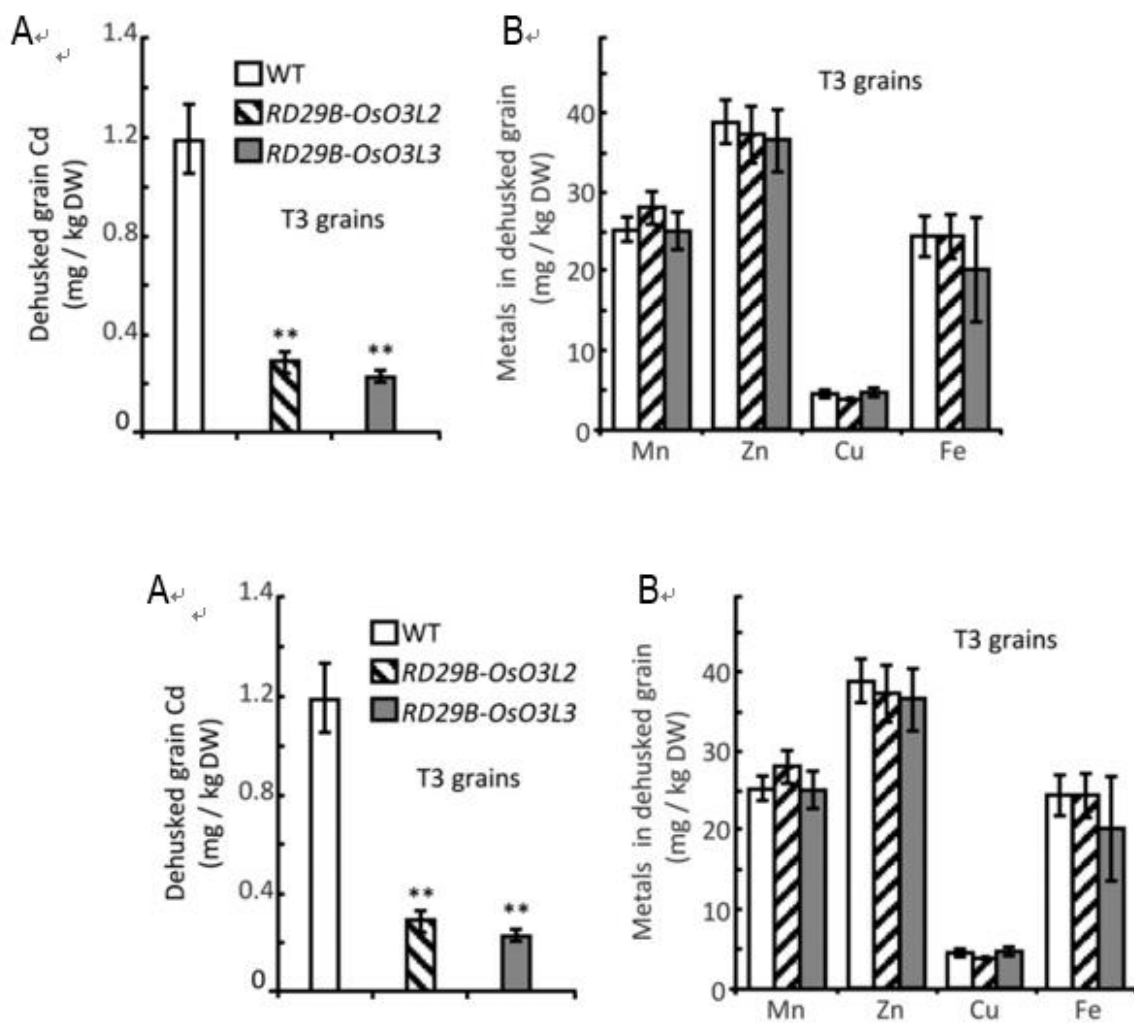 A↵
↵
Dehusked grain Cd
(mg / kg DW)
1.4
1.2
0.8
0.4
0
WT
RD29B-OsO3L2
RD29B-OsO3L3
T3 grains
**
**
B↵
Metals in dehusked grain
(mg / kg DW)
40
30
20
10
0
T3 grains
Mn Zn Cu Fe
A↵
↵
Dehusked grain Cd
(mg / kg DW)
1.4
1.2
0.8
0.4
0
WT
RD29B-OsO3L2
RD29B-OsO3L3
T3 grains
**
**
B↵
Metals in dehusked grain
(mg / kg DW)
40
30
20
10
0
T3 grains
Mn Zn Cu Fe